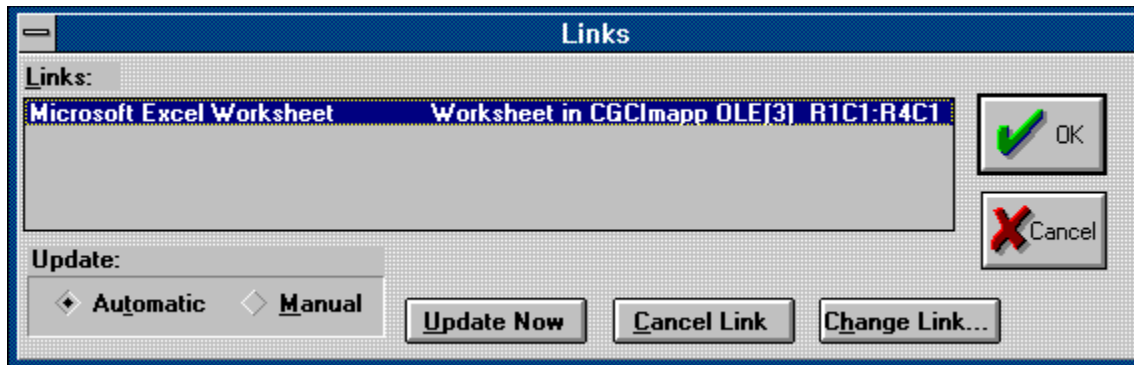 Links
Links:
Microsoft Excel Worksheet Worksheet in CGCImapp OLE[3] R1C1:R4C1
OK
Cancel
Update:
Automatic Manual
Update Now Cancel Link Change Link...